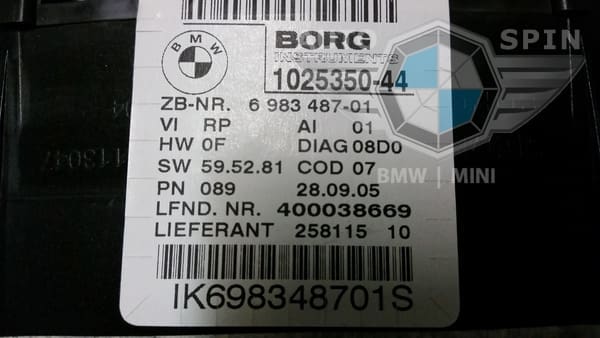 BMW
BORG
INSTRUMENTS
1025350-44
ZB-NR. 6 983 487-01
VI RP AI 01
HW 0F DIAG 08D0
SW 59.52.81 COD 07
PN 089 28.09.05
LFND. NR. 400038669
LIEFERANT 258115 10
IK698348701S
SPIN
BMW | MINI